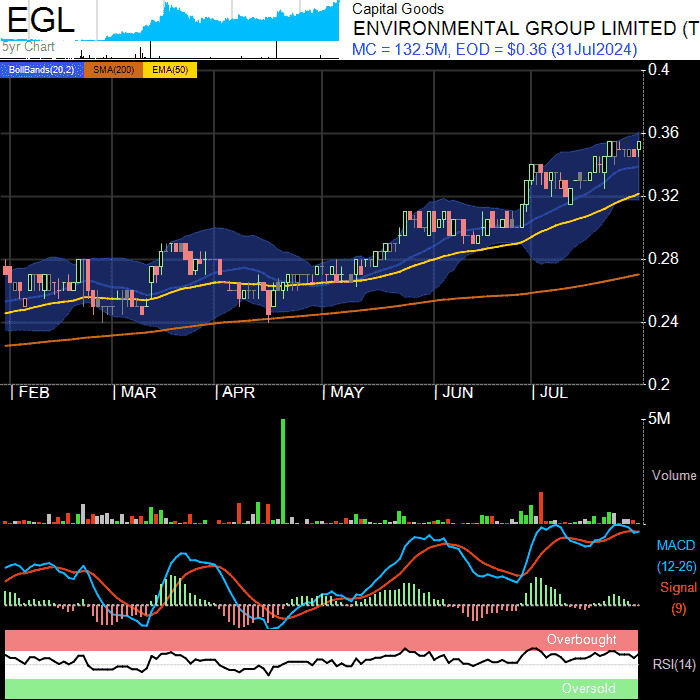 EGL
5yr Chart
Capital Goods
ENVIRONMENTAL GROUP LIMITED (T
MC = 132.5M, EOD = $0.36 (31Jul2024)
BollBands(20,2) SMA(200) EMA(50)
0.4
0.36
0.32
0.28
0.24
0.2
FEB MAR APR MAY JUN JUL
5M
Volume
MACD
(12-26)
Signal
(9)
Overbought
RSI(14)
Oversold